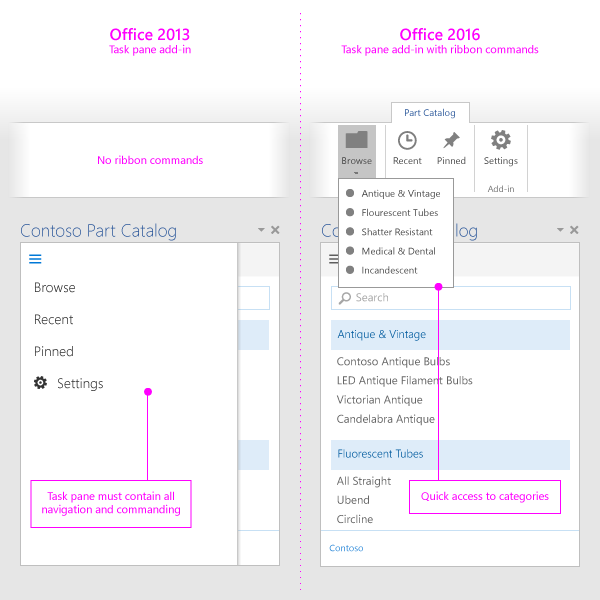 Office 2013
Task pane add-in
No ribbon commands
Contoso Part Catalog
Browse
Recent
Pinned
Settings
Task pane must contain all
navigation and commanding
Office 2016
Task pane add-in with ribbon commands
Part Catalog
Browse
Recent
Pinned
Settings
Add-in
Antique & Vintage
Flourescent Tubes
Shatter Resistant
Medical & Dental
Incandescent
Search
Antique & Vintage
Contoso Antique Bulbs
LED Antique Filament Bulbs
Victorian Antique
Candelabra Antique
Fluorescent Tubes
All Straight
Ubend
Circline
Quick access to categories
Contoso